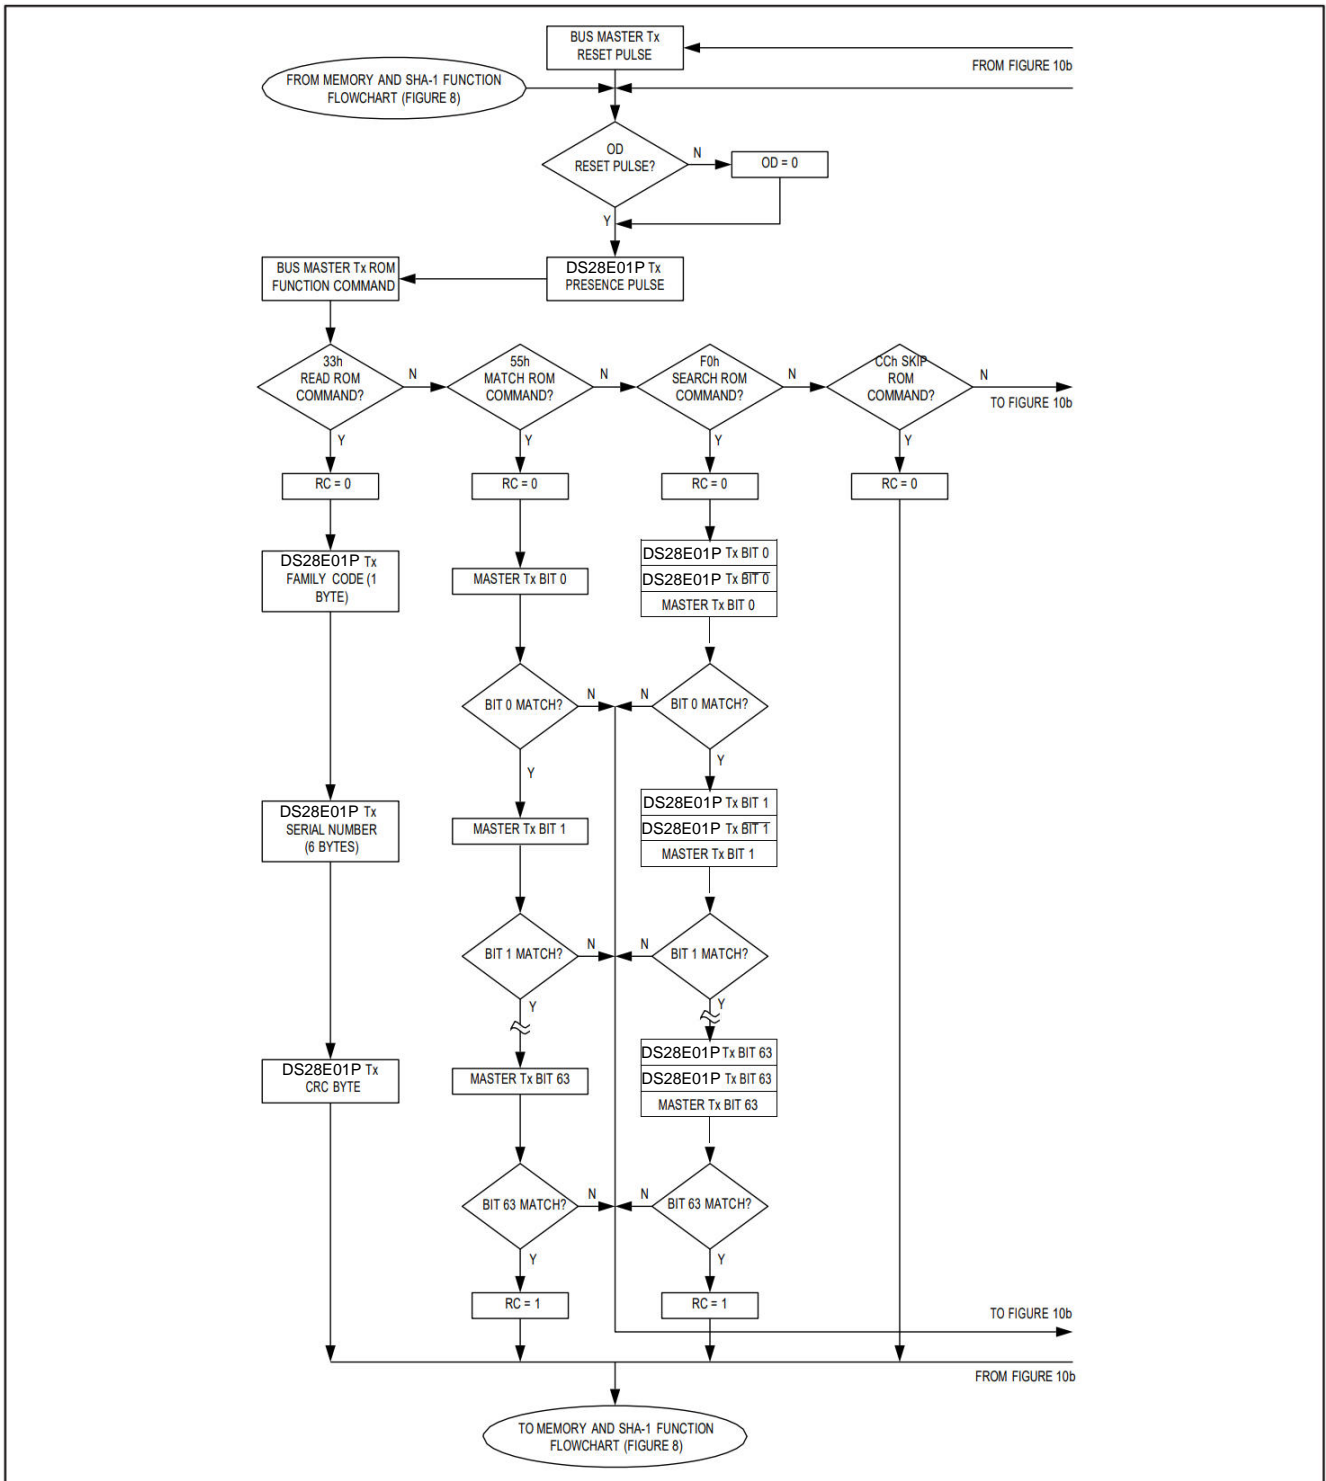 BUS MASTER Tx
RESET PULSE
FROM FIGURE 10b
FROM MEMORY AND SHA-1 FUNCTION
FLOWCHART (FIGURE 8)
OD
RESET PULSE?
N
OD = 0
Y
BUS MASTER Tx ROM
FUNCTION COMMAND
DS28E01P Tx
PRESENCE PULSE
33h
READ ROM
COMMAND?
N
55h
MATCH ROM
COMMAND?
N
F0h
SEARCH ROM
COMMAND?
N
CCh SKIP
ROM
COMMAND?
N
TO FIGURE 10b
Y
Y
Y
Y
RC = 0
RC = 0
RC = 0
RC = 0
DS28E01P Tx
FAMILY CODE (1
BYTE)
MASTER Tx BIT 0
DS28E01P Tx BIT 0
DS28E01P Tx B̅I̅T̅ 0̅
MASTER Tx BIT 0
BIT 0 MATCH?
N
N
BIT 0 MATCH?
Y
Y
DS28E01P Tx
SERIAL NUMBER
(6 BYTES)
MASTER Tx BIT 1
DS28E01P Tx BIT 1
DS28E01P Tx B̅I̅T̅ 1̅
MASTER Tx BIT 1
BIT 1 MATCH?
N
N
BIT 1 MATCH?
Y
Y
DS28E01P Tx
CRC BYTE
MASTER Tx BIT 63
DS28E01P Tx BIT 63
DS28E01P Tx BIT 63
MASTER Tx BIT 63
BIT 63 MATCH?
N
N
BIT 63 MATCH?
Y
Y
RC = 1
RC = 1
TO FIGURE 10b
FROM FIGURE 10b
TO MEMORY AND SHA-1 FUNCTION
FLOWCHART (FIGURE 8)